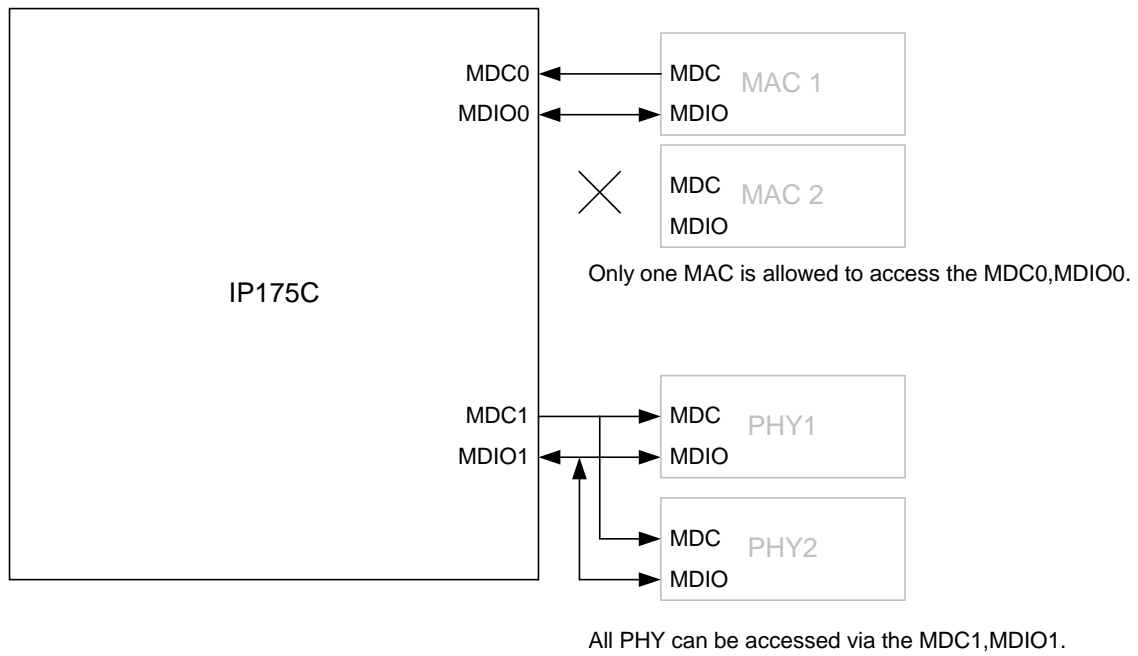 MDC0 MDC MAC 1
MDIO0 MDIO
MDC MAC 2
MDIO
Only one MAC is allowed to access the MDC0,MDIO0.
IP175C
MDC1 MDC PHY1
MDIO1 MDIO
MDC PHY2
MDIO
All PHY can be accessed via the MDC1,MDIO1.